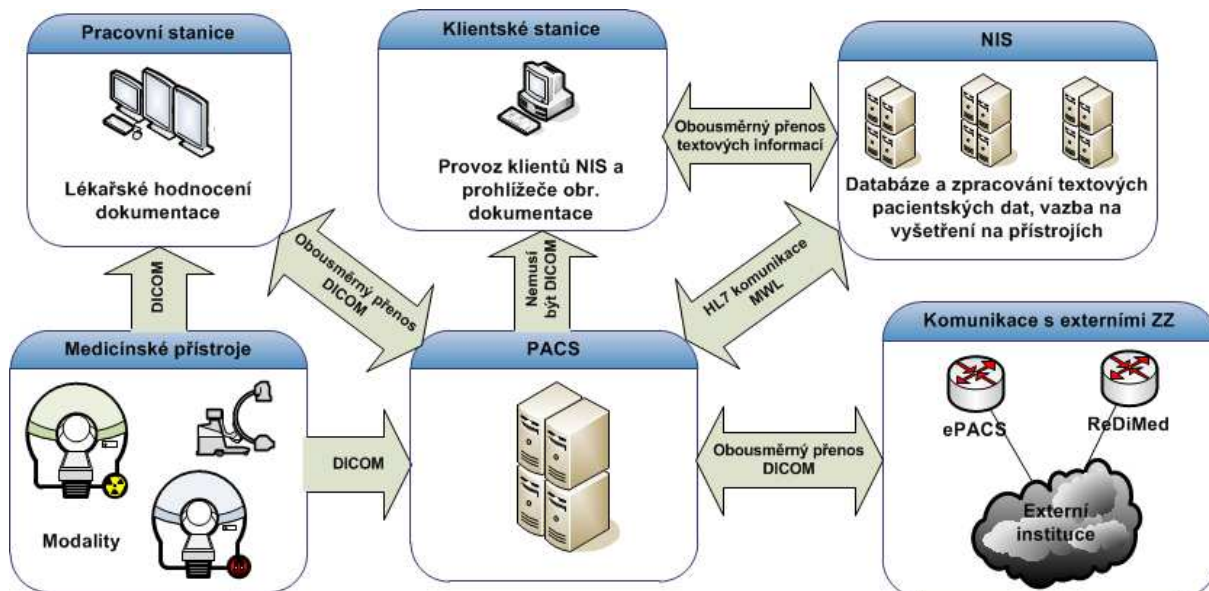 Pracovní stanice
Lékařské hodnocení
dokumentace
Klientské stanice
Provoz klientů NIS a
prohlížeče obr.
dokumentace
Obousměrný přenos
textových informací
NIS
Databáze a zpracování textových
pacientských dat, vazba na
vyšetření na přístrojích
DICOM
Obousměrný přenos
DICOM
Nemusí
být DICOM
HL7 komunikace
MWL
Medicínské přístroje
Modality
DICOM
PACS
Obousměrný přenos
DICOM
Komunikace s externími ZZ
ePACS
ReDiMed
Externí
instituce